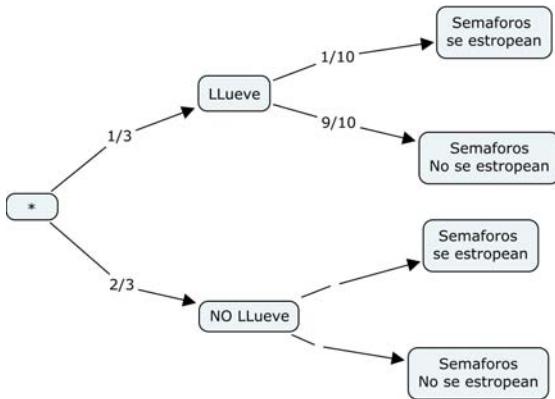 Semaforos
se estropean
1/10
LLueve
9/10
1/3
Semaforos
No se estropean
*
Semaforos
se estropean
2/3
NO LLueve
Semaforos
No se estropean